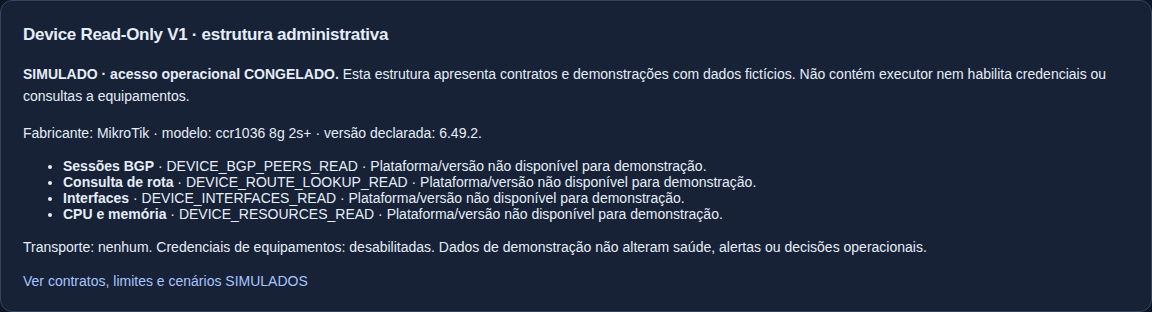 Device Read-Only V1 · estrutura administrativa
SIMULADO · acesso operacional CONGELADO. Esta estrutura apresenta contratos e demonstrações com dados fictícios. Não contém executor nem habilita credenciais ou
consultas a equipamentos.
Fabricante: MikroTik · modelo: ccr1036 8g 2s+ · versão declarada: 6.49.2.
• Sessões BGP · DEVICE_BGP_PEERS_READ · Plataforma/versão não disponível para demonstração.
• Consulta de rota · DEVICE_ROUTE_LOOKUP_READ · Plataforma/versão não disponível para demonstração.
• Interfaces · DEVICE_INTERFACES_READ · Plataforma/versão não disponível para demonstração.
• CPU e memória · DEVICE_RESOURCES_READ · Plataforma/versão não disponível para demonstração.
Transporte: nenhum. Credenciais de equipamentos: desabilitadas. Dados de demonstração não alteram saúde, alertas ou decisões operacionais.
Ver contratos, limites e cenários SIMULADOS